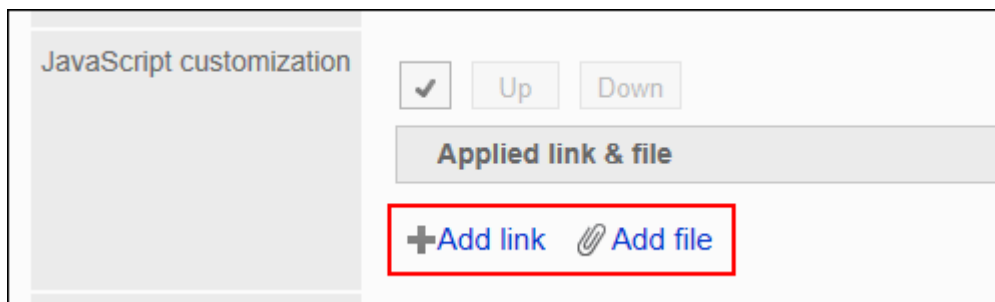 JavaScript customization
Up Down
Applied link & file
Add link Add file